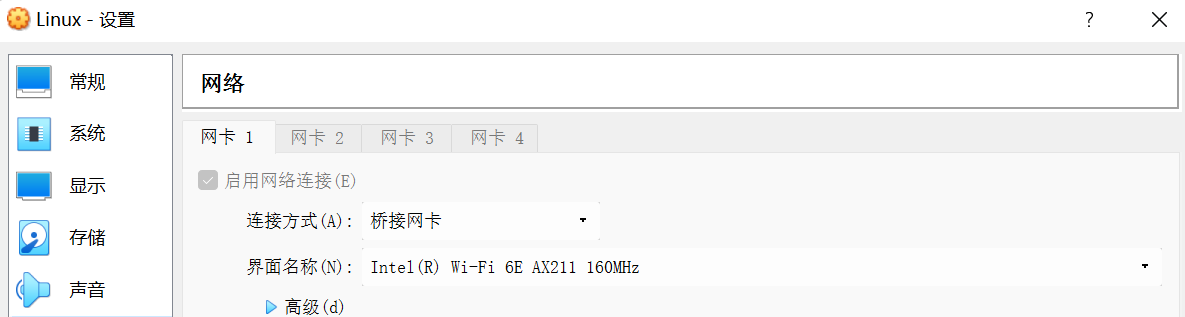 Linux - 设置
?
常规
网络
系统
网卡 1 网卡 2 网卡 3 网卡 4
显示
启用网络连接(E)
连接方式(A): 桥接网卡
存储
界面名称(N): Intel(R) Wi-Fi 6E AX211 160MHz
声音
高级(d)